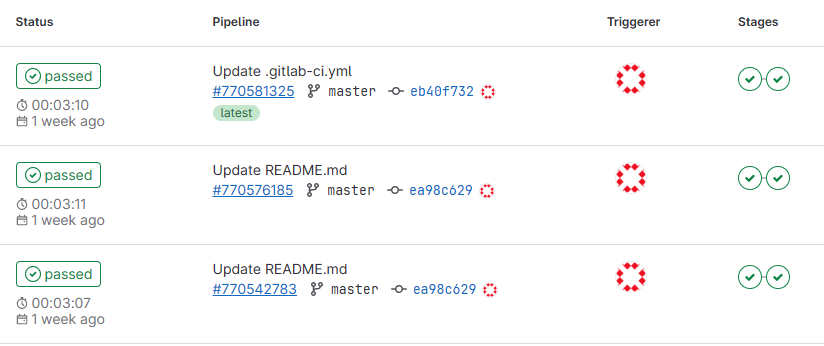 Status Pipeline Triggerer Stages
passed Update .gitlab-ci.yml
#770581325 master eb40f732
00:03:10 latest
1 week ago
passed Update README.md
#770576185 master ea98c629
00:03:11
1 week ago
passed Update README.md
#770542783 master ea98c629
00:03:07
1 week ago